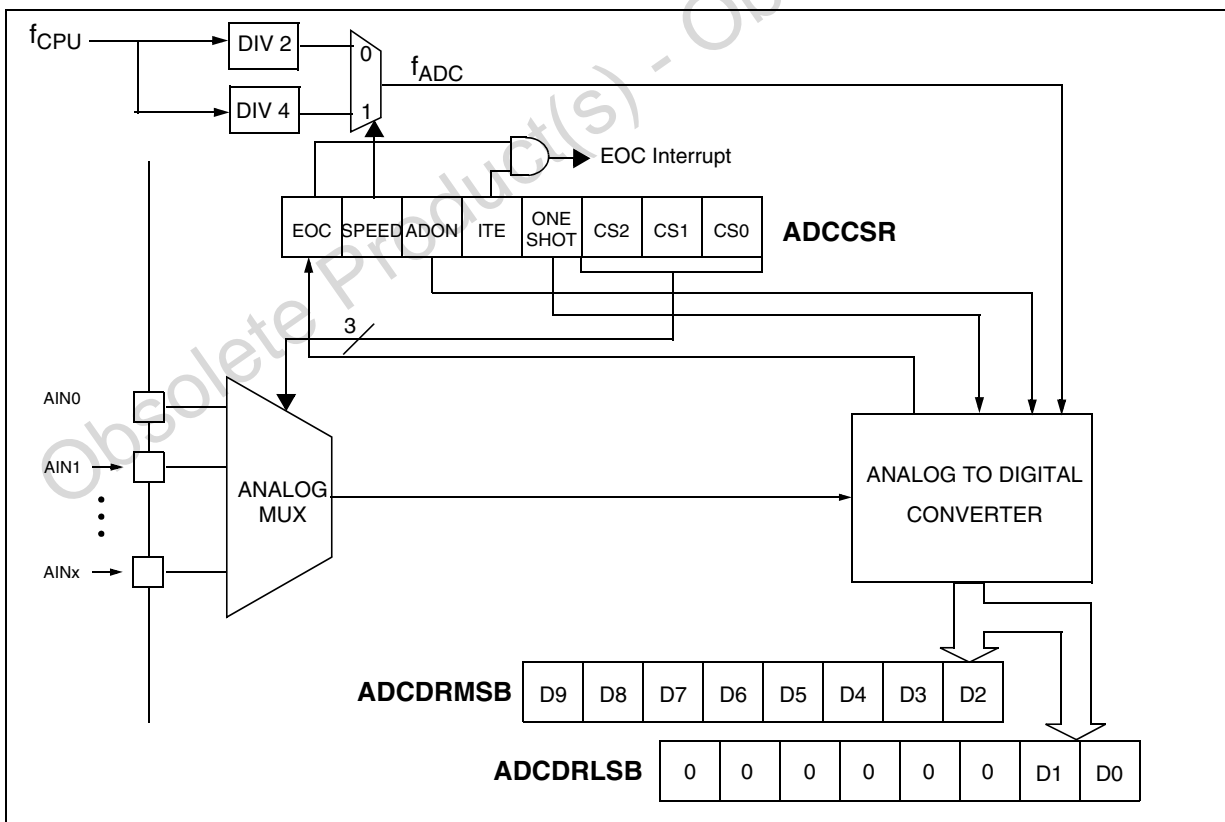 fCPU
DIV 2
0
fADC
DIV 4
1
EOC Interrupt
EOC SPEED ADON ITE ONE SHOT CS2 CS1 CS0 ADCCSR
3
AIN0
AIN1
AINx
ANALOG
MUX
ANALOG TO DIGITAL
CONVERTER
ADCDRMSB D9 D8 D7 D6 D5 D4 D3 D2
ADCDRLSB 0 0 0 0 0 0 D1 D0
Obsolete Product(s) - Ob